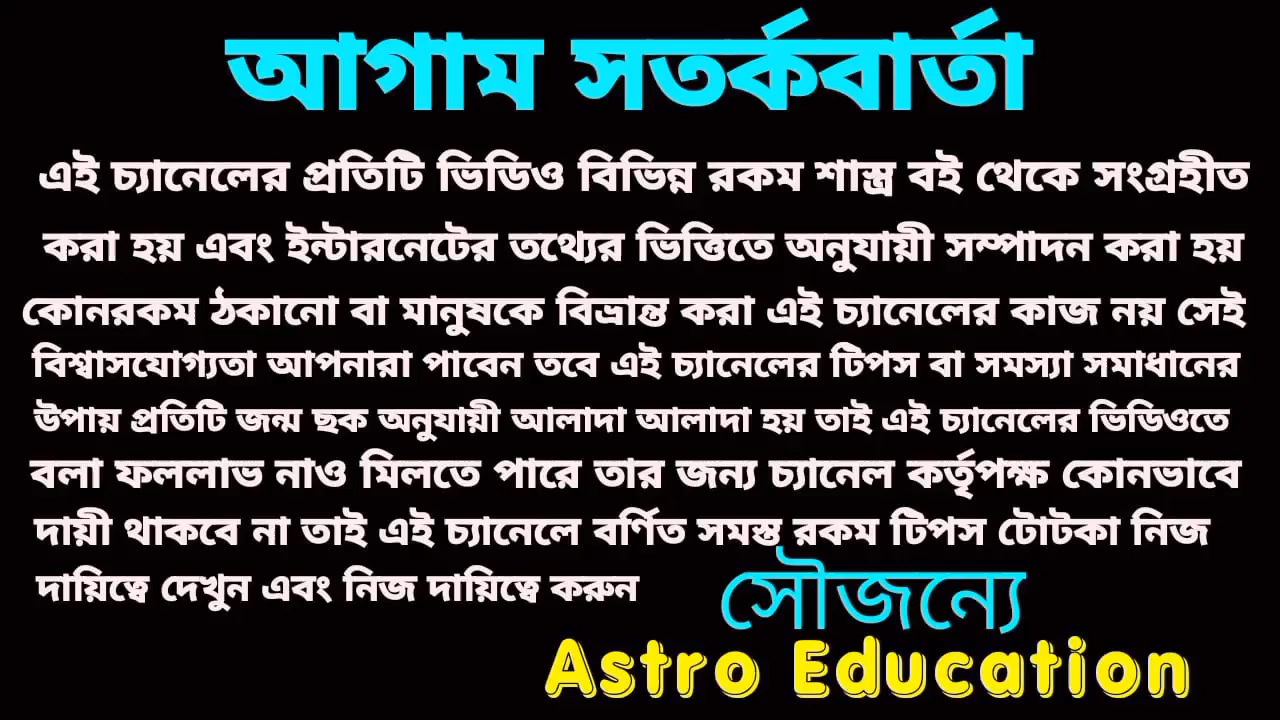 আগাম সতর্কবার্তা
এই চ্যানেলের প্রতিটি ভিডিও বিভিন্ন রকম শাস্ত্র বই থেকে সংগ্রহীত
করা হয় এবং ইন্টারনেটের তথ্যের ভিত্তিতে অনুযায়ী সম্পাদন করা হয়
কোনরকম ঠকানো বা মানুষকে বিভ্রান্ত করা এই চ্যানেলের কাজ নয় সেই
বিশ্বাসযোগ্যতা আপনারা পাবেন তবে এই চ্যানেলের টিপস বা সমস্যা সমাধানের
উপায় প্রতিটি জন্ম ছক অনুযায়ী আলাদা আলাদা হয় তাই এই চ্যানেলের ভিডিওতে
বলা ফললাভ নাও মিলতে পারে তার জন্য চ্যানেল কর্তৃপক্ষ কোনভাবে
দায়ী থাকবে না তাই এই চ্যানেলে বর্ণিত সমস্ত রকম টিপস টোটকা নিজ
দায়িত্বে দেখুন এবং নিজ দায়িত্বে করুন
সৌজন্যে
Astro Education